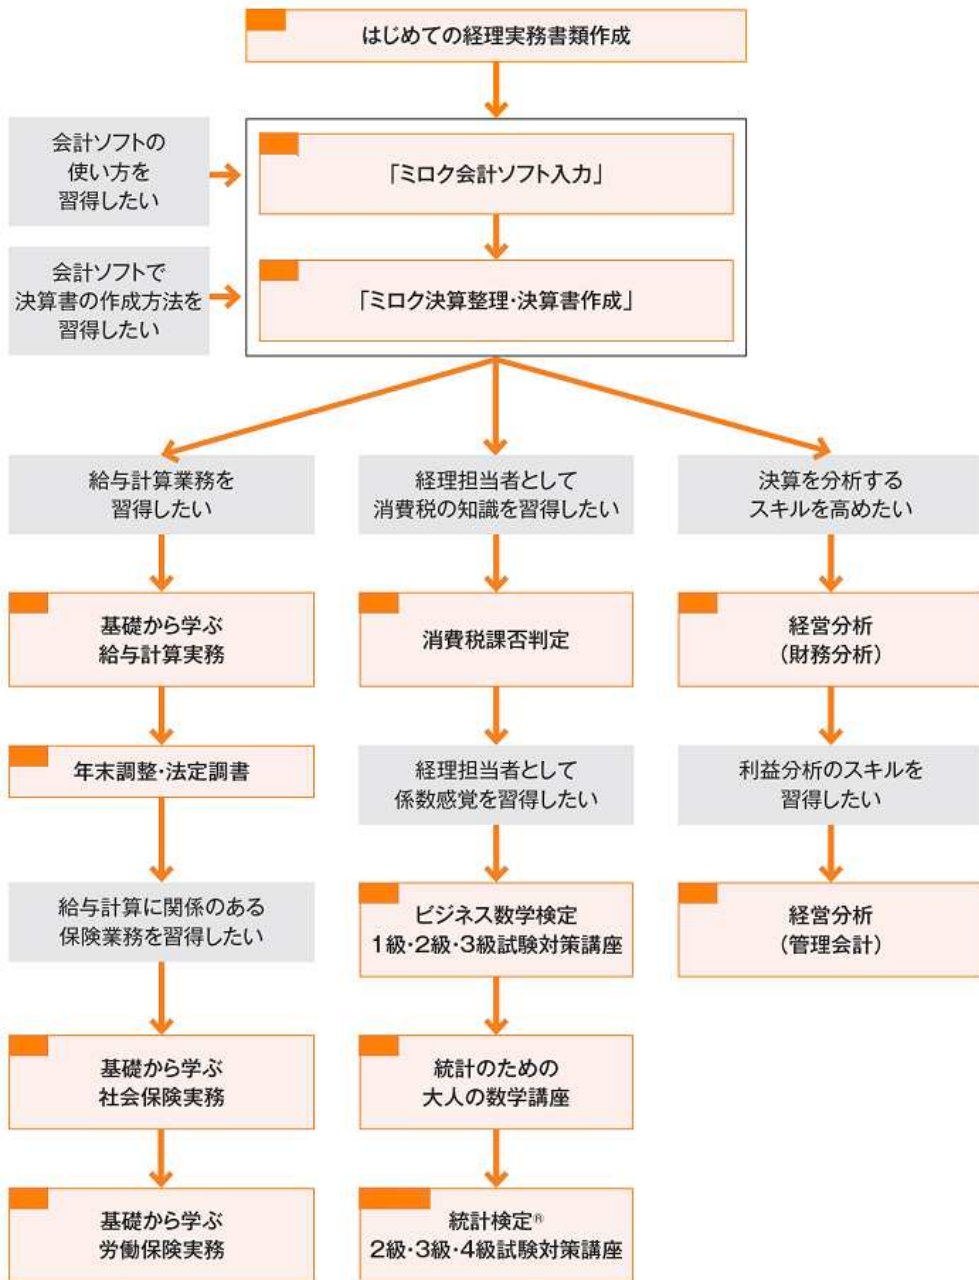 はじめての経理実務書類作成
会計ソフトの
使い方を
習得したい
「ミロク会計ソフト入力」
会計ソフトで
決算書の作成方法を
習得したい
「ミロク決算整理・決算書作成」
給与計算業務を
習得したい
経理担当者として
消費税の知識を習得したい
決算を分析する
スキルを高めたい
基礎から学ぶ
給与計算実務
消費税課否判定
経営分析
(財務分析)
年末調整・法定調書
経理担当者として
係数感覚を習得したい
利益分析のスキルを
習得したい
給与計算に関係のある
保険業務を習得したい
ビジネス数学検定
1級・2級・3級試験対策講座
経営分析
(管理会計)
基礎から学ぶ
社会保険実務
統計のための
大人の数学講座
基礎から学ぶ
労働保険実務
統計検定®
2級・3級・4級試験対策講座